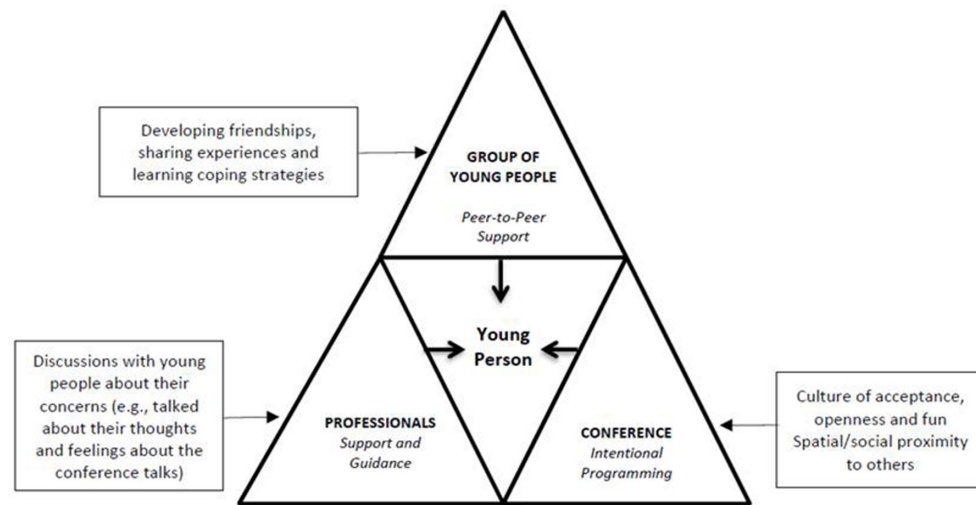 Developing friendships,
sharing experiences and
learning coping strategies
GROUP OF
YOUNG PEOPLE
Peer-to-Peer
Support
Young
Person
Discussions with young
people about their
concerns (e.g., talked
about their thoughts
and feelings about the
conference talks)
PROFESSIONALS
Support and
Guidance
CONFERENCE
Intentional
Programming
Culture of acceptance,
openness and fun
Spatial/social proximity
to others